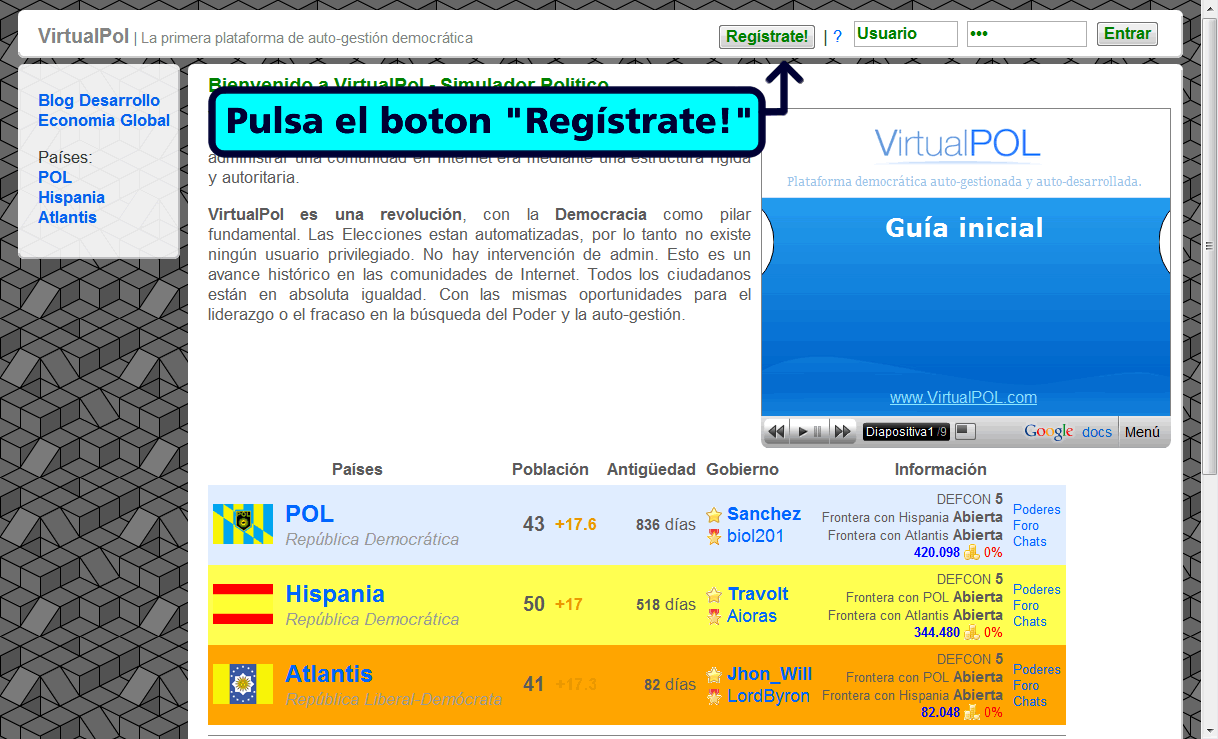 VirtualPol | La primera plataforma de auto-gestión democrática
Regístrate! | ? Usuario ••• Entrar
Blog Desarrollo
Economia Global
Países:
POL
Hispania
Atlantis
Bienvenido a VirtualPol - Simulador Politico
Pulsa el boton "Regístrate!"
administrar una comunidad en Internet era mediante una estructura rigida
y autoritaria.
VirtualPol es una revolución, con la Democracia como pilar
fundamental. Las Elecciones estan automatizadas, por lo tanto no existe
ningún usuario privilegiado. No hay intervención de admin. Esto es un
avance histórico en las comunidades de Internet. Todos los ciudadanos
están en absoluta igualdad. Con las mismas oportunidades para el
liderazgo o el fracaso en la búsqueda del Poder y la auto-gestión.
VirtualPOL
Plataforma democrática auto-gestionada y auto-desarrollada.
Guía inicial
www.VirtualPOL.com
Diapositiva1 /9 Google docs Menú
Países Población Antigüedad Gobierno Información
POL
República Democrática
43 +17.6
836 días
Sanchez
biol201
DEFCON 5
Frontera con Hispania Abierta
Frontera con Atlantis Abierta
420.098 0%
Poderes
Foro
Chats
Hispania
República Democrática
50 +17
518 días
Travolt
Aioras
DEFCON 5
Frontera con POL Abierta
Frontera con Atlantis Abierta
344.480 0%
Poderes
Foro
Chats
Atlantis
República Liberal-Demócrata
41 +17.3
82 días
Jhon_Will
LordByron
DEFCON 5
Frontera con POL Abierta
Frontera con Hispania Abierta
82.048 0%
Poderes
Foro
Chats